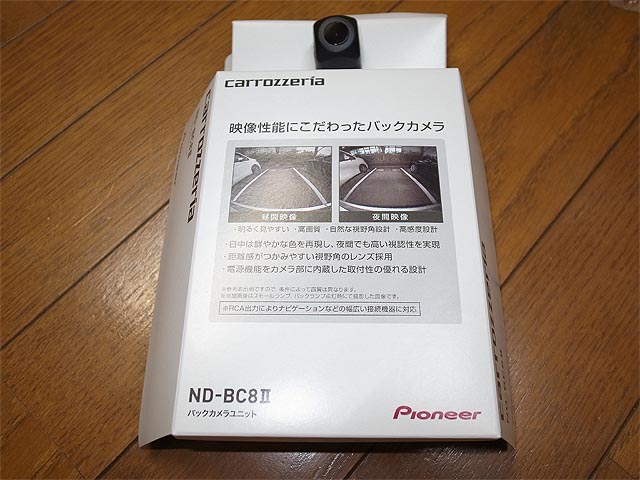 carrozzeria
映像性能にこだわったバックカメラ
昼間映像 夜間映像
・明るく見やすい ・高画質 ・自然な視野角設計 ・高感度設計
・日中は鮮やかな色を再現し、夜間でも高い視認性を実現
・距離感がつかみやすい視野角のレンズ採用
・電源機能をカメラ部に内蔵した取付性の優れる設計
※RCA出力によりナビゲーションなどの幅広い接続機器に対応
ND-BC8II
バックカメラユニット
Pioneer
carrozzeria